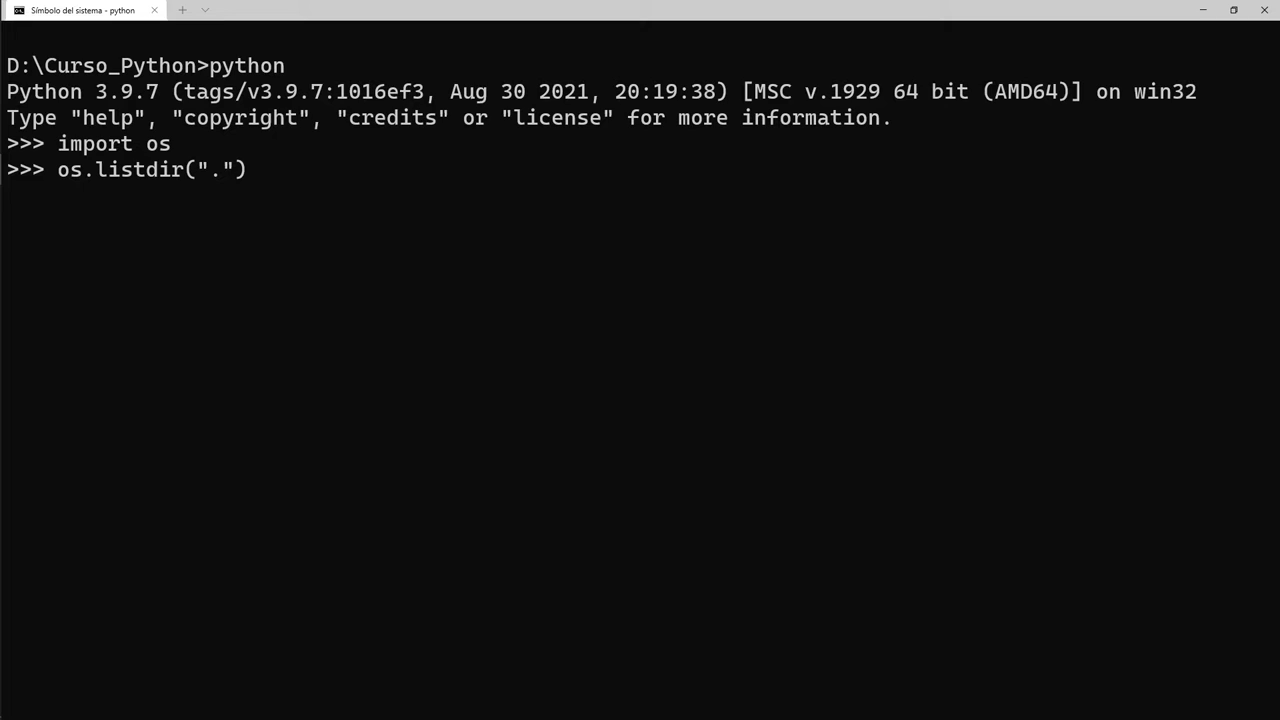 Símbolo del sistema - python
D:\Curso_Python>python
Python 3.9.7 (tags/v3.9.7:1016ef3, Aug 30 2021, 20:19:38) [MSC v.1929 64 bit (AMD64)] on win32
Type "help", "copyright", "credits" or "license" for more information.
>>> import os
>>> os.listdir(".")